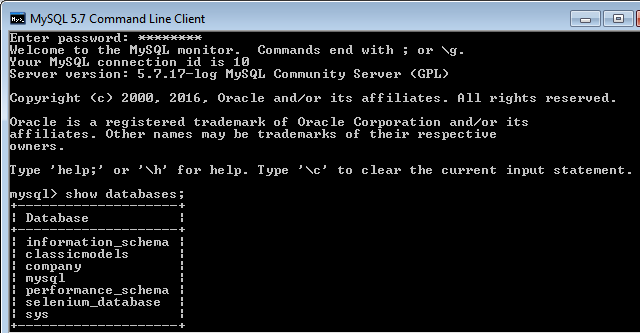 MySQL 5.7 Command Line Client
Enter password: ********
Welcome to the MySQL monitor.  Commands end with ; or \g.
Your MySQL connection id is 10
Server version: 5.7.17-log MySQL Community Server (GPL)

Copyright (c) 2000, 2016, Oracle and/or its affiliates. All rights reserved.

Oracle is a registered trademark of Oracle Corporation and/or its
affiliates. Other names may be trademarks of their respective
owners.

Type 'help;' or '\h' for help. Type '\c' to clear the current input statement.

mysql> show databases;
+--------------------+
| Database           |
+--------------------+
| information_schema |
| classicmodels      |
| company            |
| mysql              |
| performance_schema |
| selenium_database  |
| sys                |
+--------------------+